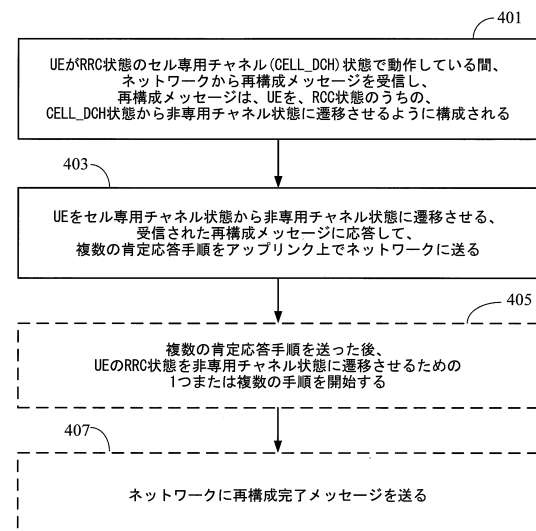 401
UEがRRC状態のセル専用チャネル(CELL_DCH)状態で動作している間、
ネットワークから再構成メッセージを受信し、
再構成メッセージは、UEを、RCC状態のうちの、
CELL_DCH状態から非専用チャネル状態に遷移させるように構成される
403
UEをセル専用チャネル状態から非専用チャネル状態に遷移させる、
受信された再構成メッセージに応答して、
複数の肯定応答手順をアップリンク上でネットワークに送る
405
複数の肯定応答手順を送った後、
UEのRRC状態を非専用チャネル状態に遷移させるための
1つまたは複数の手順を開始する
407
ネットワークに再構成完了メッセージを送る